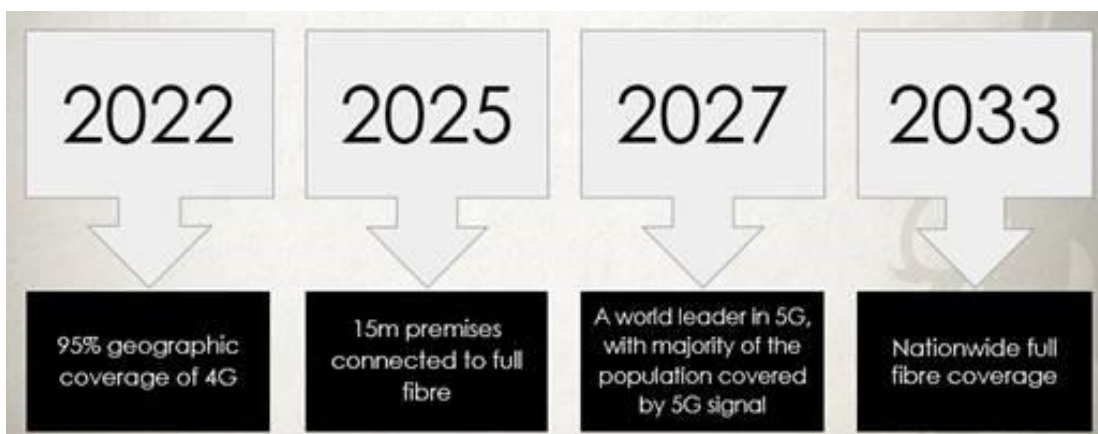 2022
2025
2027
2033
95% geographic
coverage of 4G
15m premises
connected to full
fibre
A world leader in 5G,
with majority of the
population covered
by 5G signal
Nationwide full
fibre coverage